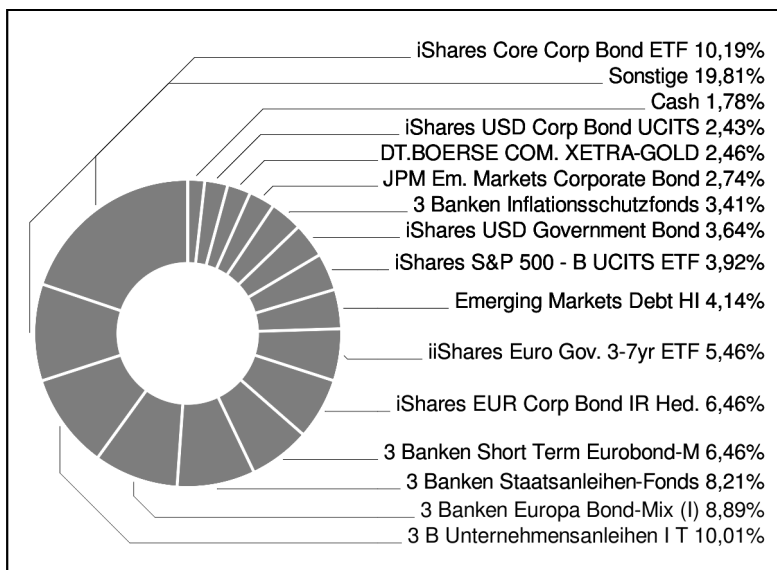 iShares Core Corp Bond ETF 10,19%
Sonstige 19,81%
Cash 1,78%
iShares USD Corp Bond UCITS 2,43%
DT.BOERSE COM. XETRA-GOLD 2,46%
JPM Em. Markets Corporate Bond 2,74%
3 Banken Inflationsschutzfonds 3,41%
iShares USD Government Bond 3,64%
iShares S&P 500 - B UCITS ETF 3,92%
Emerging Markets Debt HI 4,14%
iiShares Euro Gov. 3-7yr ETF 5,46%
iShares EUR Corp Bond IR Hed. 6,46%
3 Banken Short Term Eurobond-M 6,46%
3 Banken Staatsanleihen-Fonds 8,21%
3 Banken Europa Bond-Mix (I) 8,89%
3 B Unternehmensanleihen I T 10,01%